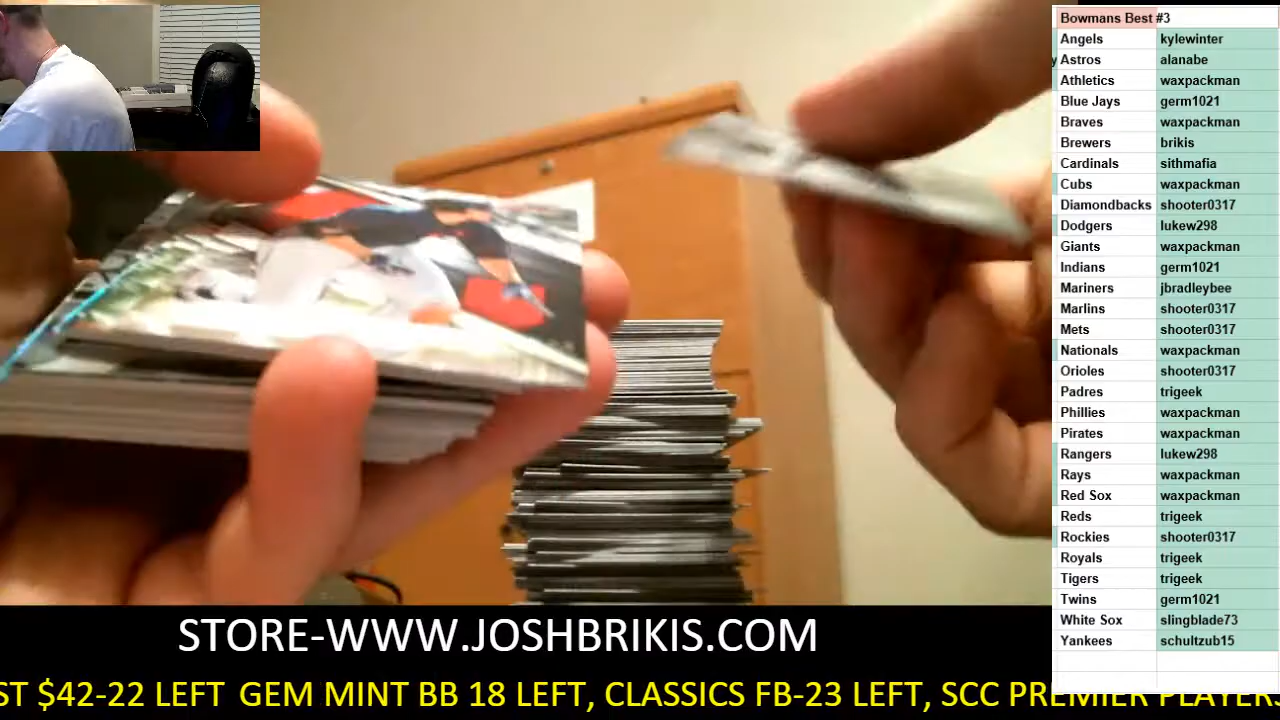 Bowmans Best #3
Angels kylewinter
Astros alanabe
Athletics waxpackman
Blue Jays germ1021
Braves waxpackman
Brewers brikis
Cardinals sithmafia
Cubs waxpackman
Diamondbacks shooter0317
Dodgers lukew298
Giants waxpackman
Indians germ1021
Mariners jbradleybee
Marlins shooter0317
Mets shooter0317
Nationals waxpackman
Orioles shooter0317
Padres trigeek
Phillies waxpackman
Pirates waxpackman
Rangers lukew298
Rays waxpackman
Red Sox waxpackman
Reds trigeek
Rockies shooter0317
Royals trigeek
Tigers trigeek
Twins germ1021
White Sox slingblade73
Yankees schultzub15
STORE-WWW.JOSHBRIKIS.COM
ST $42-22 LEFT GEM MINT BB 18 LEFT, CLASSICS FB-23 LEFT, SCC PREMIER PLAYERS